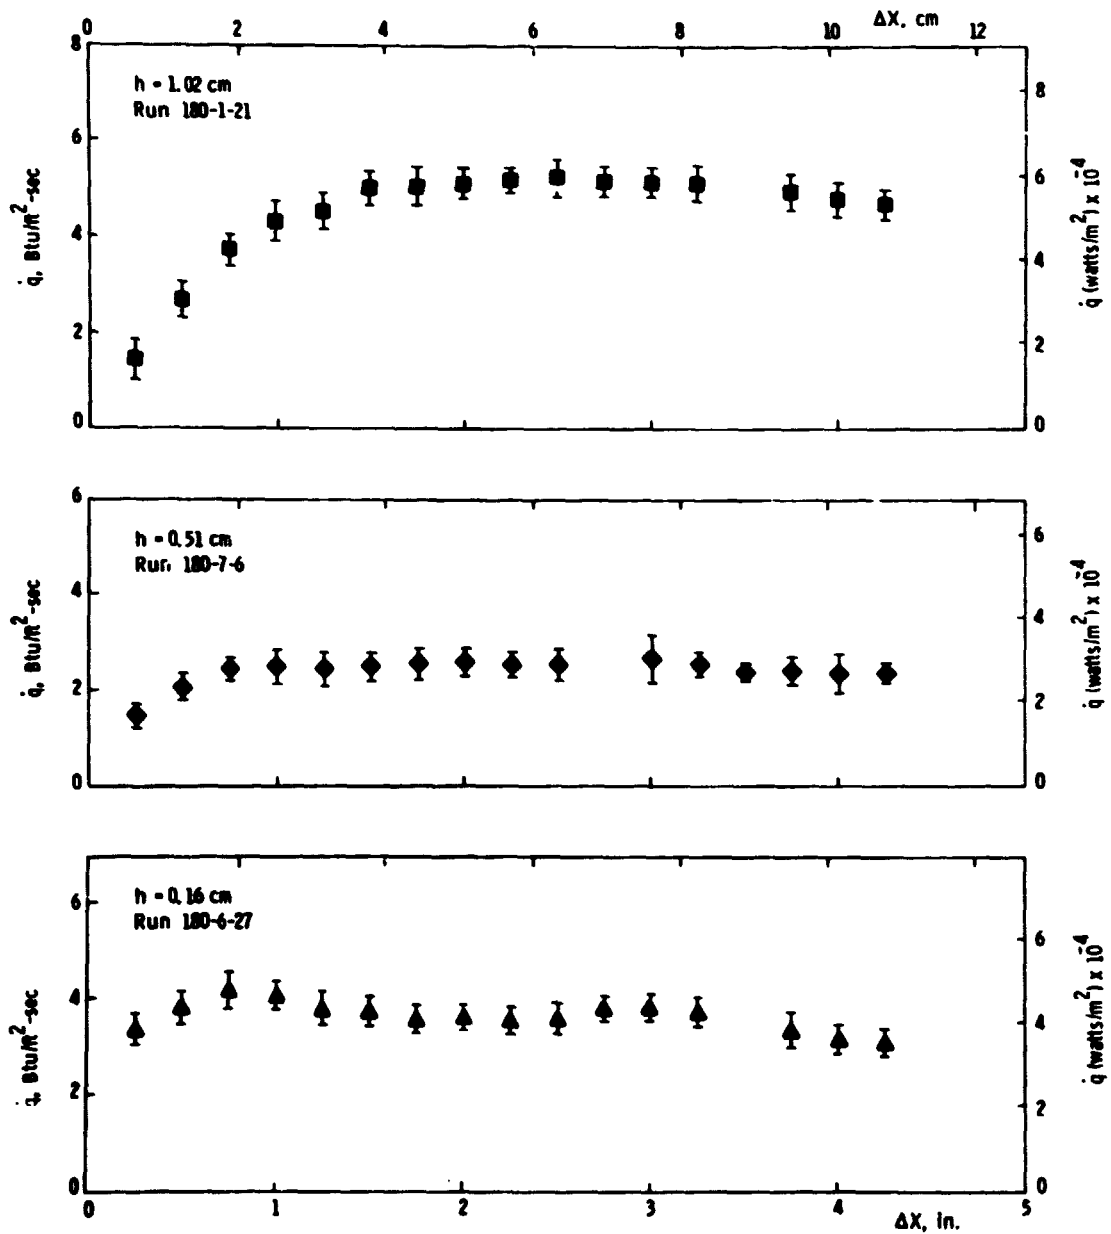 0 2 4 6 8 10 12
ΔX, cm
8
6
4
2
0
q̇, Btu/ft²-sec
h = 1.02 cm
Run 180-1-21
8
6
4
2
0
q̇ (watts/m²) x 10⁻⁴
6
4
2
0
q̇, Btu/ft²-sec
h = 0.51 cm
Run 180-7-6
6
4
2
0
q̇ (watts/m²) x 10⁻⁴
6
4
2
0
q̇, Btu/ft²-sec
h = 0.16 cm
Run 180-6-27
6
4
2
0
q̇ (watts/m²) x 10⁻⁴
0 1 2 3 4 5
ΔX, in.